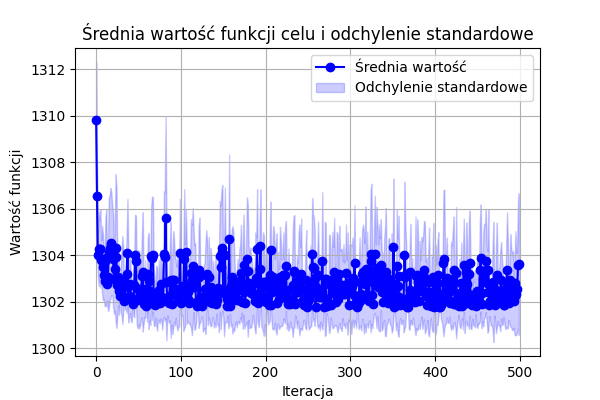 Średnia wartość funkcji celu i odchylenie standardowe
Średnia wartość
Odchylenie standardowe
Wartość funkcji
1312
1310
1308
1306
1304
1302
1300
0 100 200 300 400 500
Iteracja